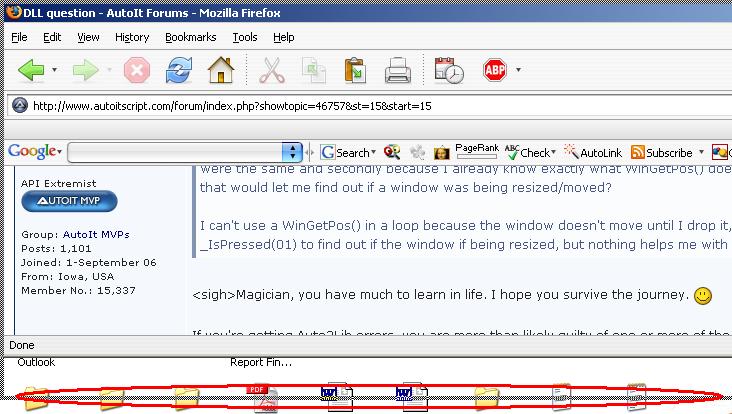 DLL question - AutoIt Forums - Mozilla Firefox
File Edit View History Bookmarks Tools Help
ABP
http://www.autoitscript.com/forum/index.php?showtopic=46757&st=15&start=15
Google Search PageRank ABC Check AutoLink Subscribe
were the same and secondly because I already know exactly what WinGetPos() doe
API Extremist
that would let me find out if a window was being resized/moved?
AUTOIT MVP
I can't use a WinGetPos() in a loop because the window doesn't move until I drop it,
Group: AutoIt MVPs
_IsPressed(01) to find out if the window if being resized, but nothing helps me with
Posts: 1,101
Joined: 1-September 06
From: Iowa, USA
Member No.: 15,337
<sigh>Magician, you have much to learn in life. I hope you survive the journey.
If you're getting Auto2Lib errors, you are more than likely guilty of one or more of the
Done
Outlook Report Fin...
PDF W W